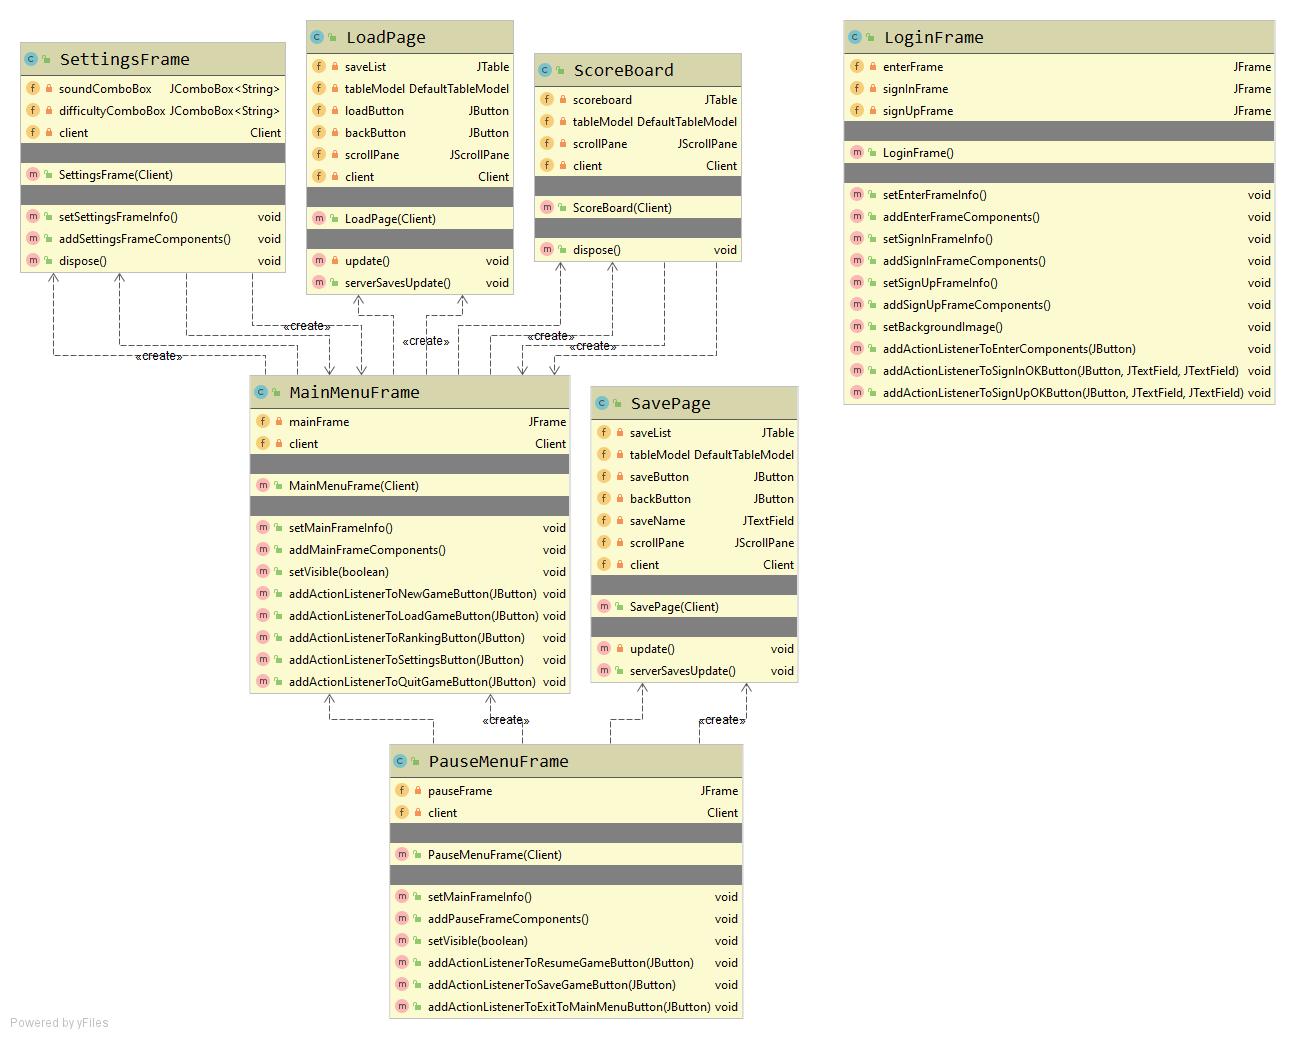 SettingsFrame
soundComboBox JComboBox<String>
difficultyComboBox JComboBox<String>
client Client
SettingsFrame(Client)
setSettingsFrameInfo() void
addSettingsFrameComponents() void
dispose() void
LoadPage
saveList JTable
tableModel DefaultTableModel
loadButton JButton
backButton JButton
scrollPane JScrollPane
client Client
LoadPage(Client)
update() void
serverSavesUpdate() void
ScoreBoard
scoreboard JTable
tableModel DefaultTableModel
scrollPane JScrollPane
client Client
ScoreBoard(Client)
dispose() void
LoginFrame
enterFrame JFrame
signInFrame JFrame
signUpFrame JFrame
LoginFrame()
setEnterFrameInfo() void
addEnterFrameComponents() void
setSignInFrameInfo() void
addSignInFrameComponents() void
setSignUpFrameInfo() void
addSignUpFrameComponents() void
setBackgroundImage() void
addActionListenerToEnterComponents(JButton) void
addActionListenerToSignInOKButton(JButton, JTextField, JTextField) void
addActionListenerToSignUpOKButton(JButton, JTextField, JTextField) void
«create»
«create»
«create»
«create»
«create»
MainMenuFrame
mainFrame JFrame
client Client
MainMenuFrame(Client)
setMainFrameInfo() void
addMainFrameComponents() void
setVisible(boolean) void
addActionListenerToNewGameButton(JButton) void
addActionListenerToLoadGameButton(JButton) void
addActionListenerToRankingButton(JButton) void
addActionListenerToSettingsButton(JButton) void
addActionListenerToQuitGameButton(JButton) void
SavePage
saveList JTable
tableModel DefaultTableModel
saveButton JButton
backButton JButton
saveName JTextField
scrollPane JScrollPane
client Client
SavePage(Client)
update() void
serverSavesUpdate() void
«create»
«create»
PauseMenuFrame
pauseFrame JFrame
client Client
PauseMenuFrame(Client)
setMainFrameInfo() void
addPauseFrameComponents() void
setVisible(boolean) void
addActionListenerToResumeGameButton(JButton) void
addActionListenerToSaveGameButton(JButton) void
addActionListenerToExitToMainMenuButton(JButton) void
Powered by yFiles